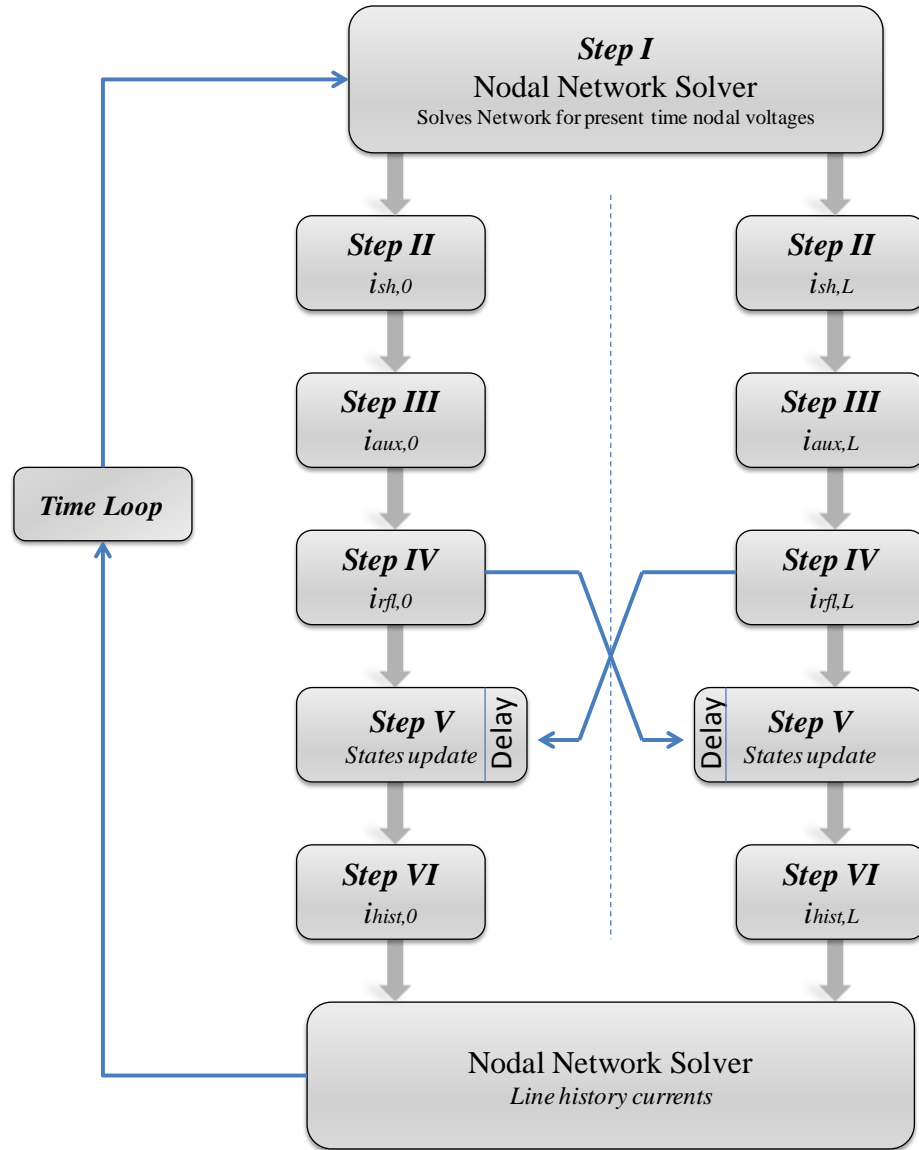 Step I
Nodal Network Solver
Solves Network for present time nodal voltages
Step II
ish,0
Step II
ish,L
Step III
iaux,0
Step III
iaux,L
Time Loop
Step IV
irfl,0
Step IV
irfl,L
Step V
States update
Delay
Delay
Step V
States update
Step VI
ihist,0
Step VI
ihist,L
Nodal Network Solver
Line history currents